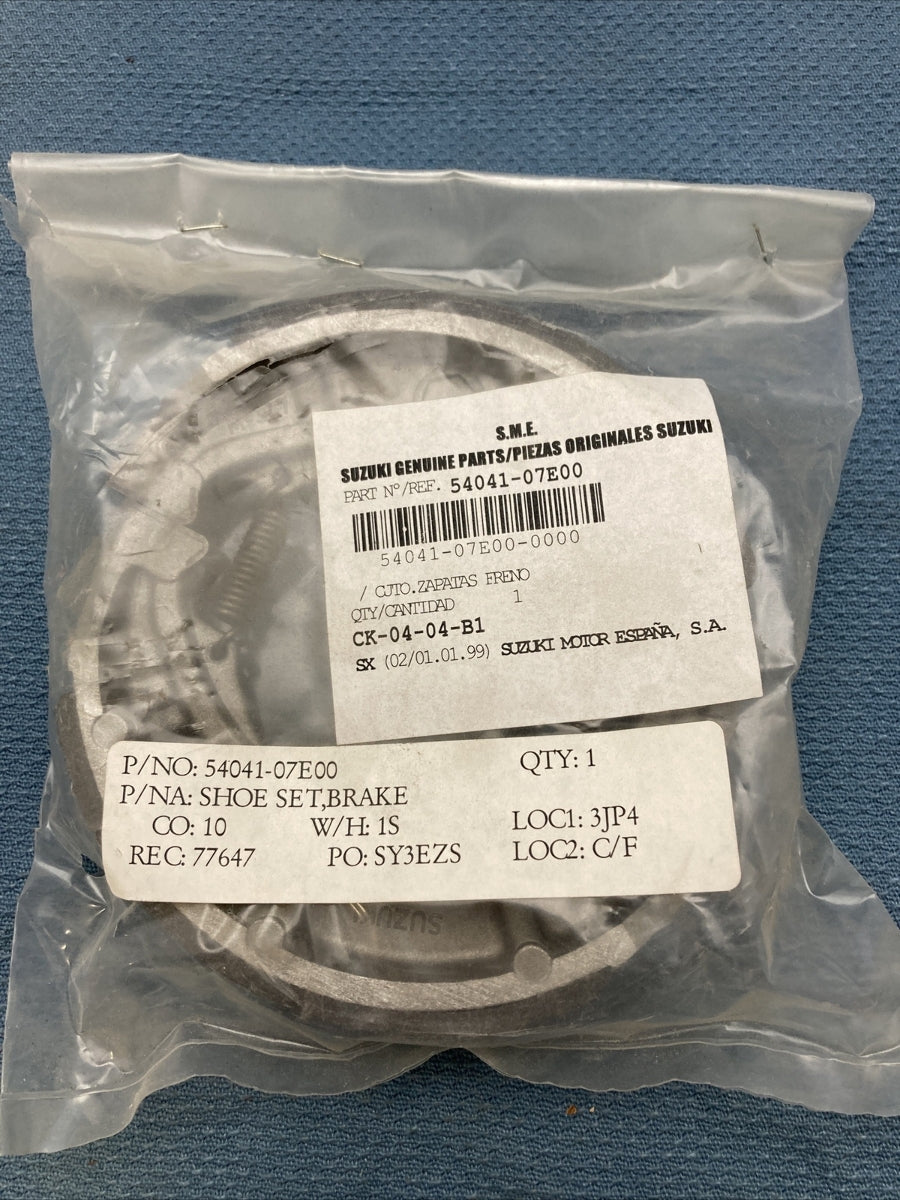 S.M.E.
SUZUKI GENUINE PARTS/PIEZAS ORIGINALES SUZUKI
PART Nº/REF. 54041-07E00
54041-07E00-0000
/ CJTO.ZAPATAS FRENO
QTY/CANTIDAD 1
CK-04-04-B1
SX (02/01.01.99) SUZUKI MOTOR ESPAÑA, S.A.
P/NO: 54041-07E00 QTY: 1
P/NA: SHOE SET,BRAKE
CO: 10 W/H: 1S LOC1: 3JP4
REC: 77647 PO: SY3EZS LOC2: C/F
SUZUKI